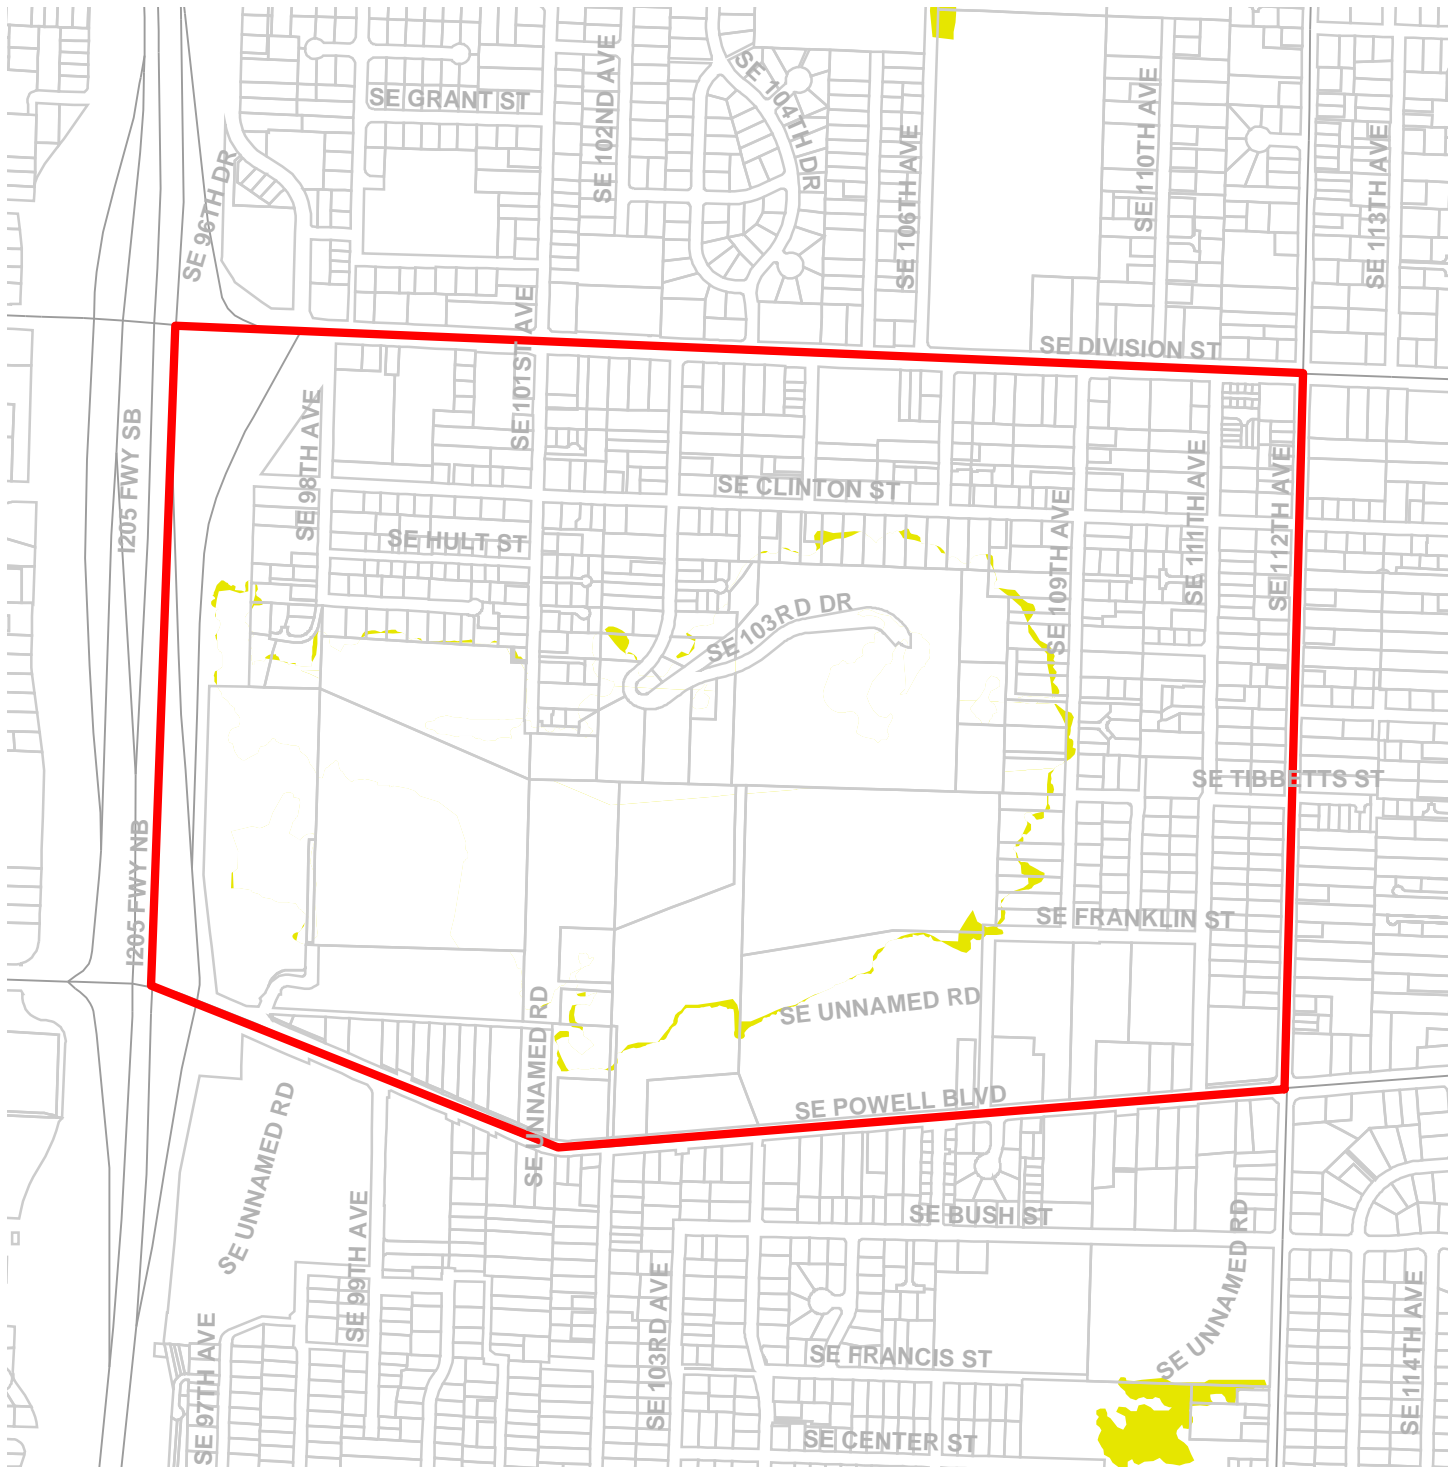 SE GRANT ST
SE 102ND AVE
SE 104TH DR
SE 106TH AVE
SE 110TH AVE
SE 113TH AVE
SE 96TH DR
SE 101ST AVE
SE DIVISION ST
I205 FWY SB
SE 98TH AVE
SE HULT ST
SE CLINTON ST
SE 109TH AVE
SE 111TH AVE
SE 112TH AVE
SE 103RD DR
SE TIBBETTS ST
I205 FWY NB
SE FRANKLIN ST
SE UNNAMED RD
SE UNNAMED RD
SE POWELL BLVD
SE UNNAMED RD
SE 99TH AVE
SE BUSH ST
SE UNNAMED RD
SE 103RD AVE
SE 97TH AVE
SE FRANCIS ST
SE 114TH AVE
SE CENTER ST